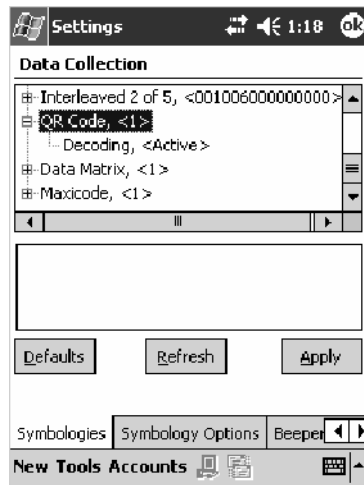 Settings 1:18 ok
Data Collection
Interleaved 2 of 5, <001006000000000>
QR Code, <1>
Decoding, <Active>
Data Matrix, <1>
Maxicode, <1>
Defaults Refresh Apply
Symbologies Symbology Options Beeper
New Tools Accounts